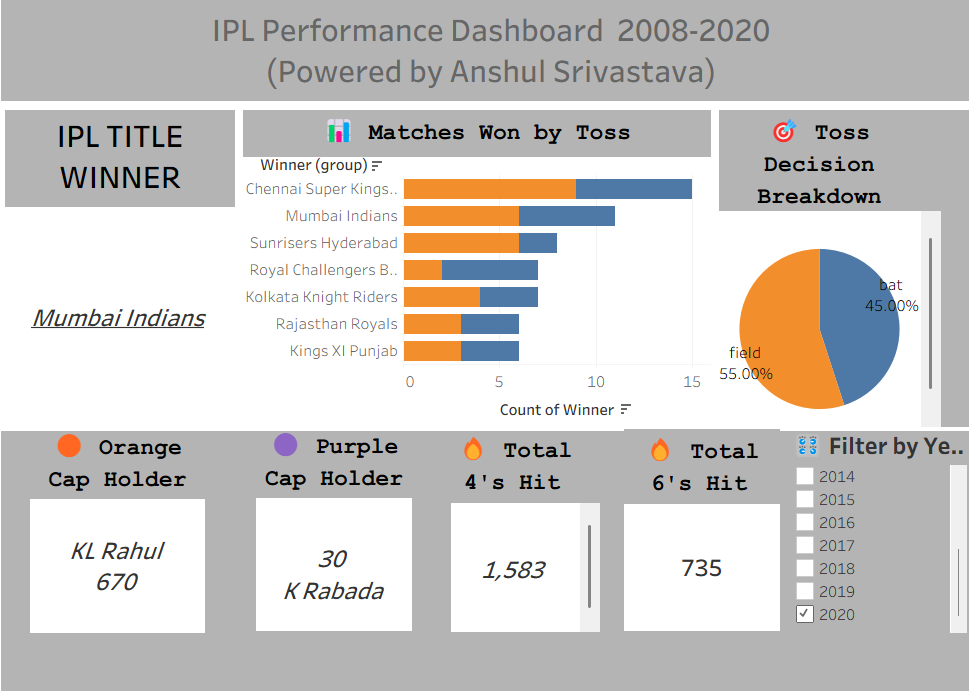 IPL Performance Dashboard 2008-2020
(Powered by Anshul Srivastava)
IPL TITLE
WINNER
Mumbai Indians
Matches Won by Toss
Winner (group)
Chennai Super Kings..
Mumbai Indians
Sunrisers Hyderabad
Royal Challengers B..
Kolkata Knight Riders
Rajasthan Royals
Kings XI Punjab
0 5 10 15
Count of Winner
Toss
Decision
Breakdown
bat
45.00%
field
55.00%
Orange
Cap Holder
KL Rahul
670
Purple
Cap Holder
30
K Rabada
Total
4's Hit
1,583
Total
6's Hit
735
Filter by Ye..
2014
2015
2016
2017
2018
2019
2020